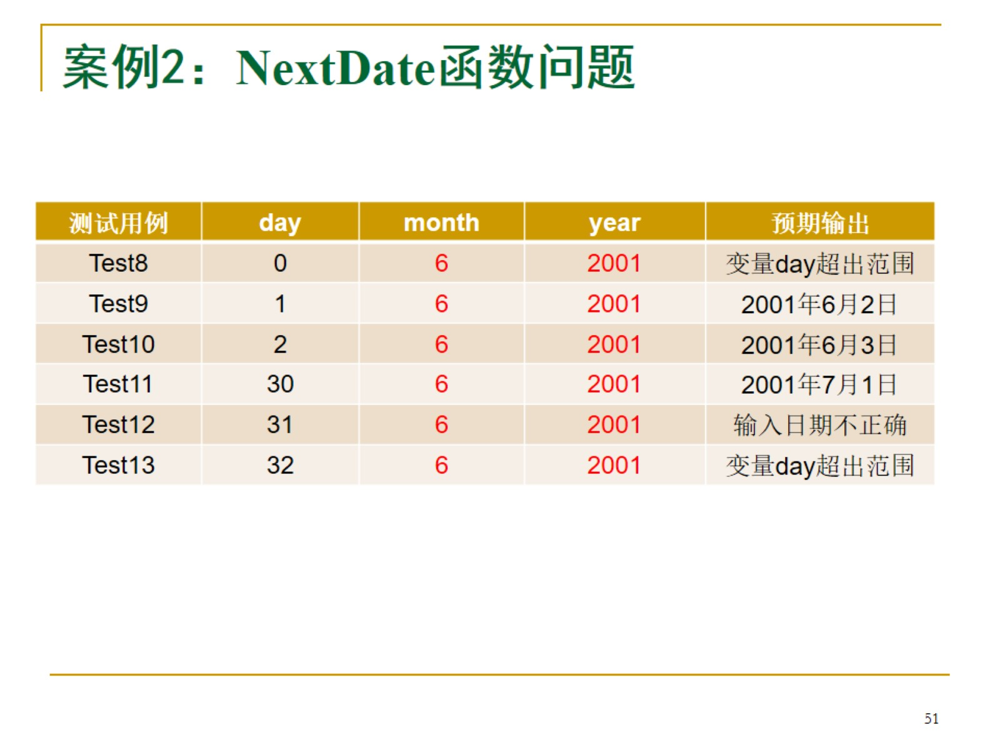 案例2：NextDate函数问题
测试用例 day month year 预期输出
Test8 0 6 2001 变量day超出范围
Test9 1 6 2001 2001年6月2日
Test10 2 6 2001 2001年6月3日
Test11 30 6 2001 2001年7月1日
Test12 31 6 2001 输入日期不正确
Test13 32 6 2001 变量day超出范围
51